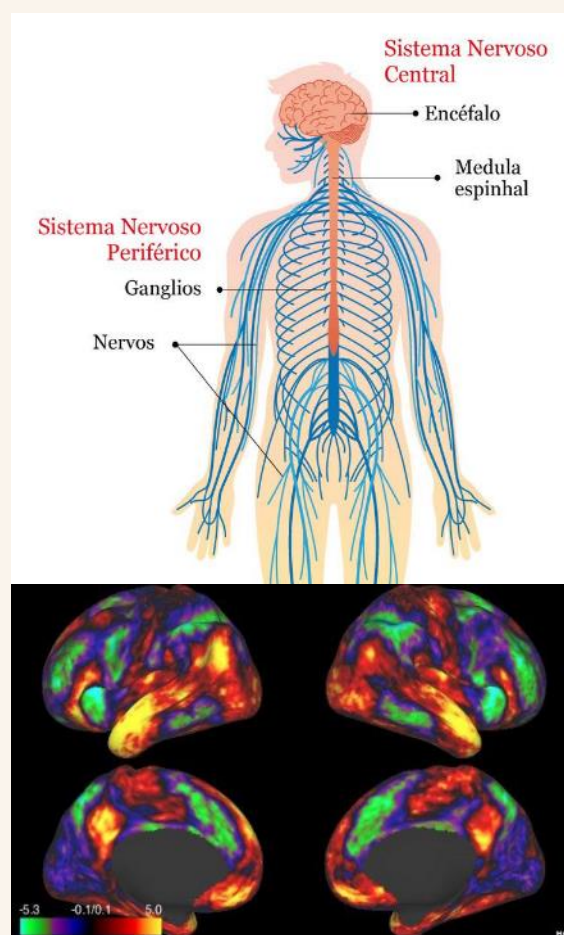 Sistema Nervoso
Central
Encéfalo
Medula
espinhal
Sistema Nervoso
Periférico
Ganglios
Nervos
-5.3 -0.1/0.1 5.0